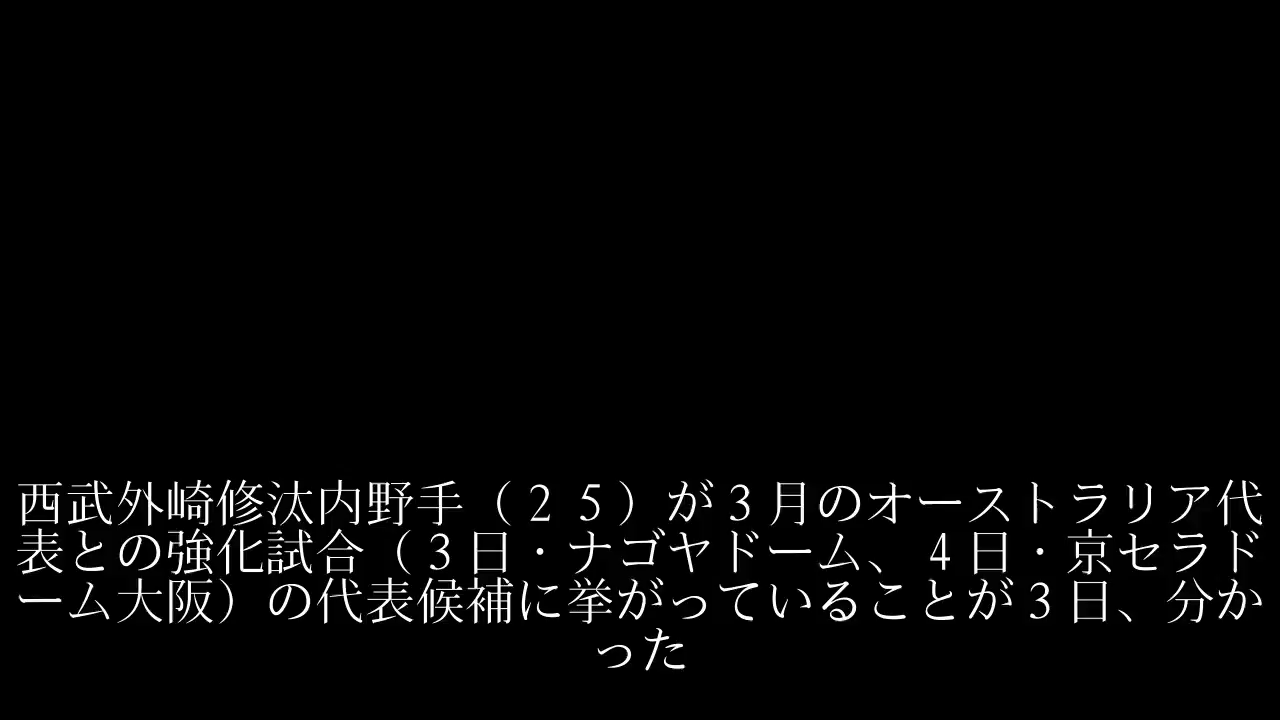 西武外崎修汰内野手（２５）が３月のオーストラリア代
表との強化試合（３日・ナゴヤドーム、４日・京セラド
ーム大阪）の代表候補に挙がっていることが３日、分か
った